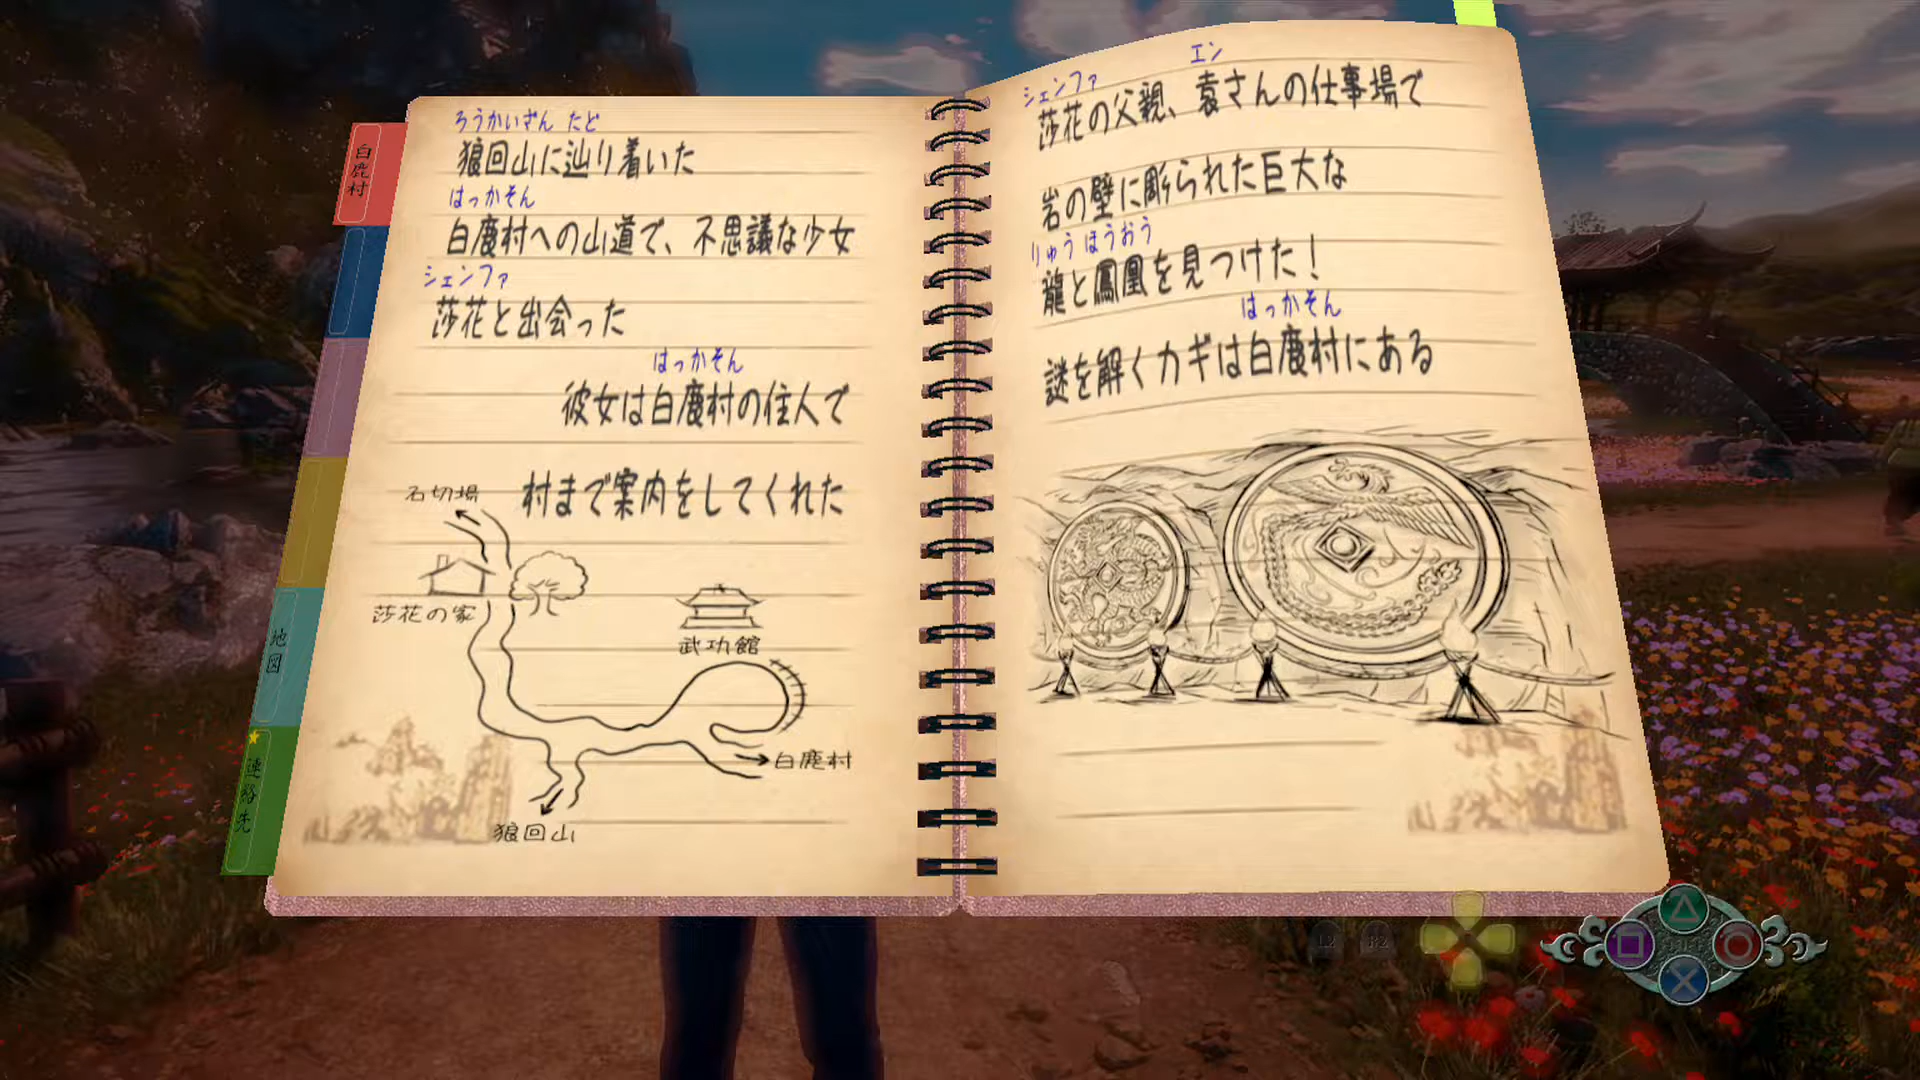 白鹿村
地図
連絡先
ろうかいざん たど
狼回山に辿り着いた
はっかそん
白鹿村への山道で、不思議な少女
シェンファ
莎花と出会った
はっかそん
彼女は白鹿村の住人で
村まで案内をしてくれた
石切場
莎花の家
武功館
白鹿村
狼回山
エン
シェンファ
莎花の父親、袁さんの仕事場で
岩の壁に彫られた巨大な
りゅう ほうおう
龍と鳳凰を見つけた！
はっかそん
謎を解くカギは白鹿村にある
L2 R2